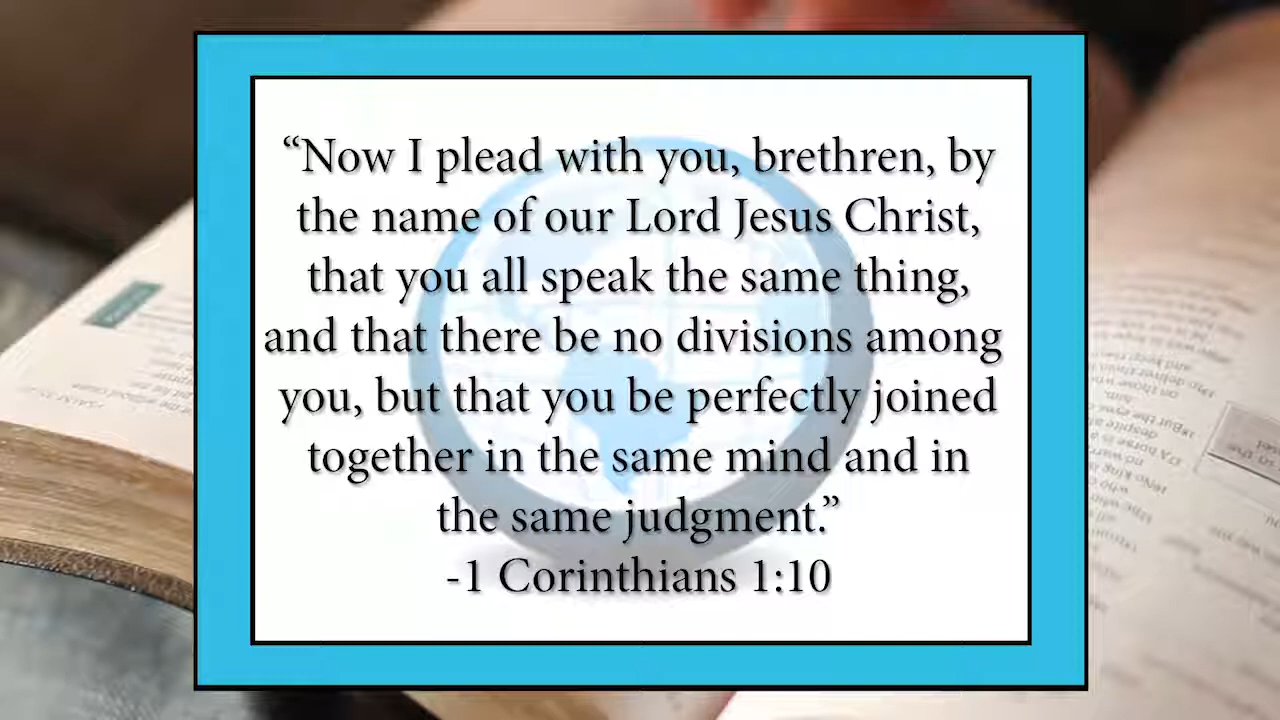 “Now I plead with you, brethren, by
the name of our Lord Jesus Christ,
that you all speak the same thing,
and that there be no divisions among
you, but that you be perfectly joined
together in the same mind and in
the same judgment.”
-1 Corinthians 1:10